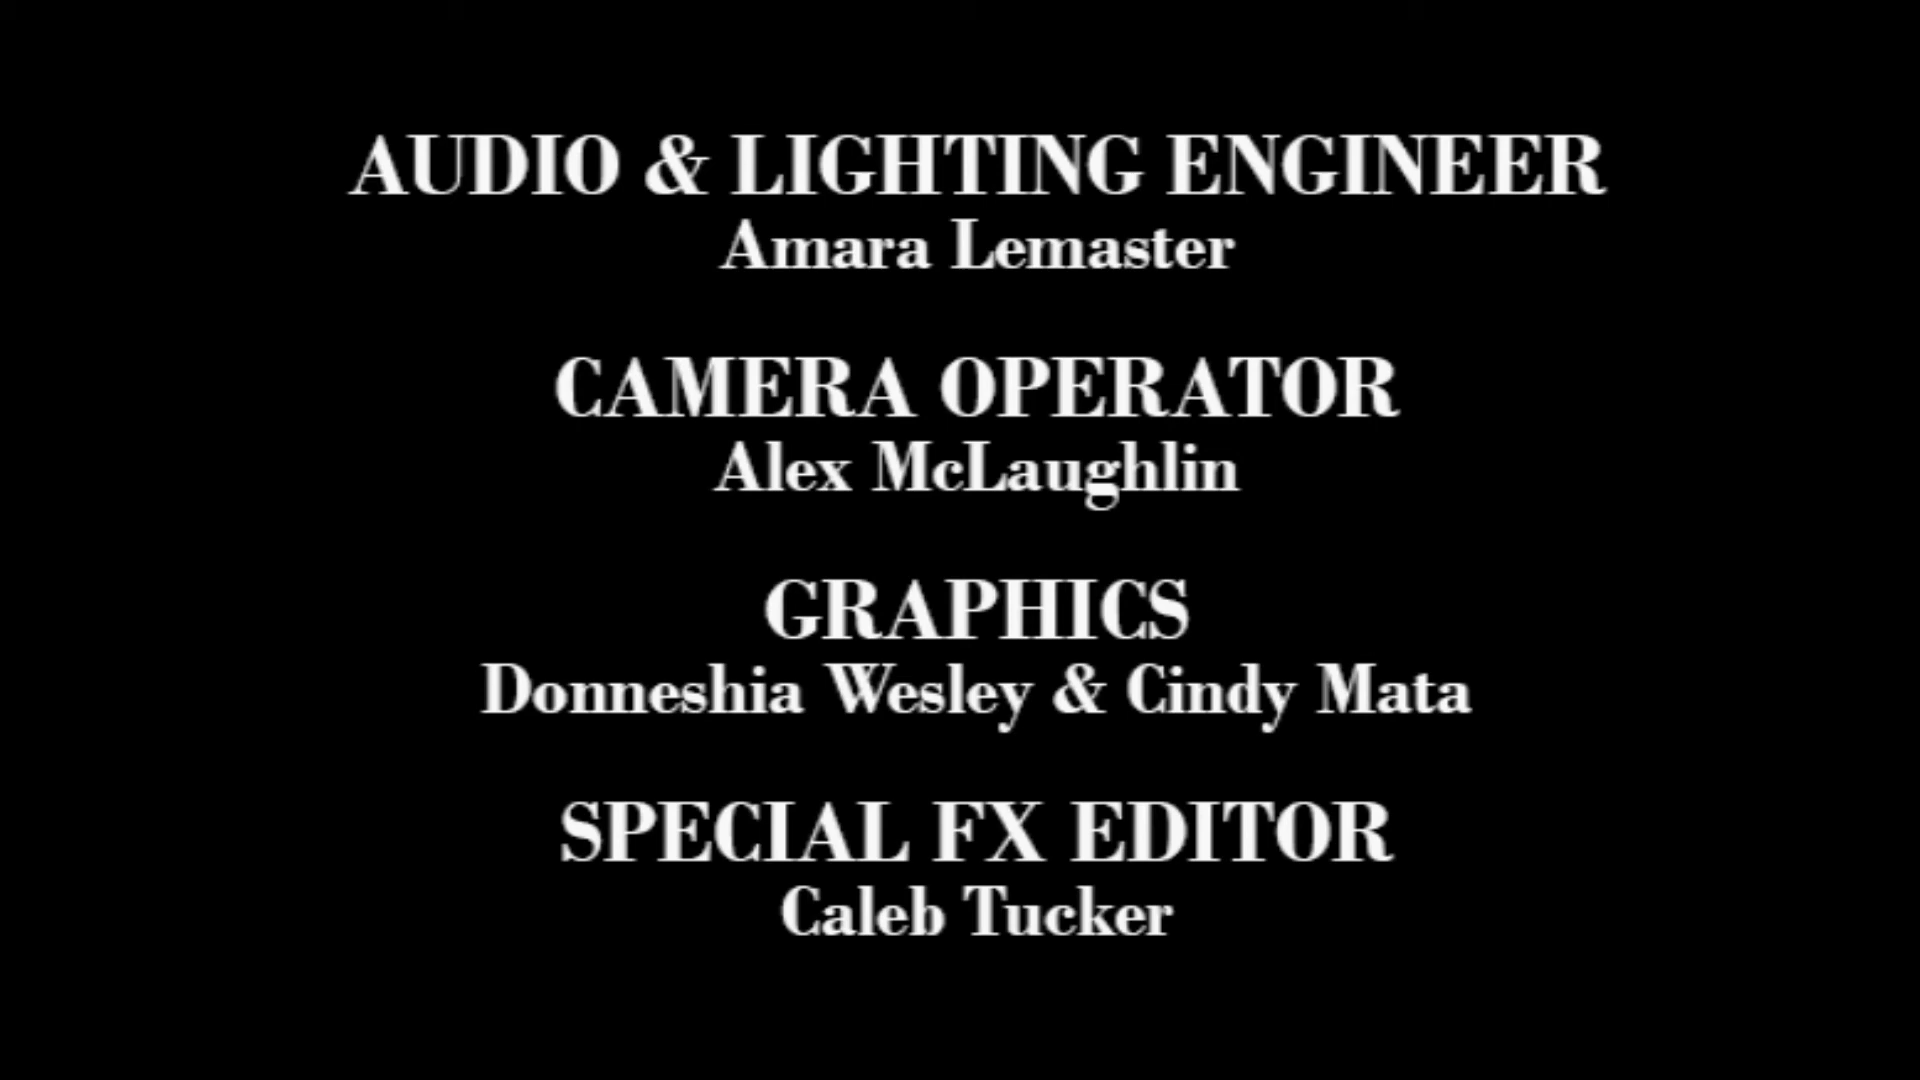 AUDIO & LIGHTING ENGINEER
Amara Lemaster
CAMERA OPERATOR
Alex McLaughlin
GRAPHICS
Donneshia Wesley & Cindy Mata
SPECIAL FX EDITOR
Caleb Tucker